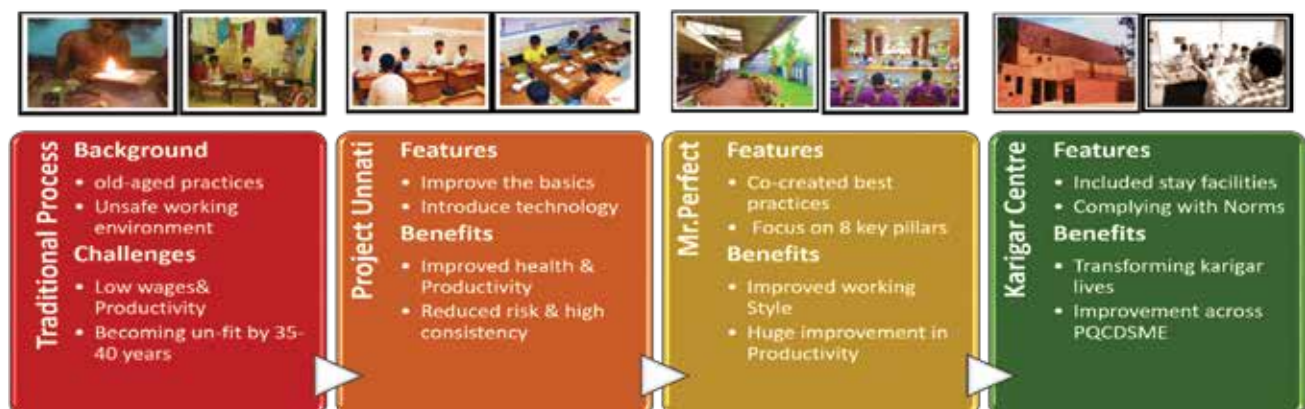 Traditional Process
Background
• old-aged practices
• Unsafe working
environment
Challenges
• Low wages&
Productivity
• Becoming un-fit by 35-
40 years
Project Unnati
Features
• Improve the basics
• Introduce technology
Benefits
• Improved health &
Productivity
• Reduced risk & high
consistency
Mr.Perfect
Features
• Co-created best
practices
• Focus on 8 key pillars
Benefits
• Improved working
Style
• Huge improvement in
Productivity
Karigar Centre
Features
• Included stay facilities
• Complying with Norms
Benefits
• Transforming karigar
lives
• Improvement across
PQCDSME